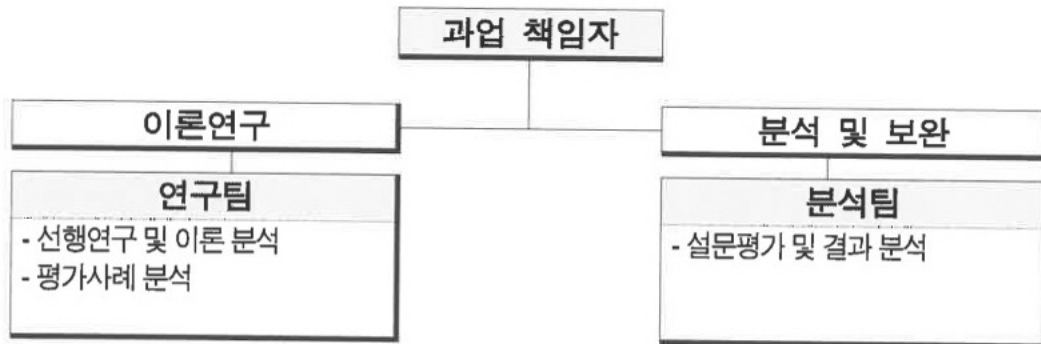 과업 책임자
이론연구
분석 및 보완
연구팀
분석팀
- 선행연구 및 이론 분석
- 평가사례 분석
- 설문평가 및 결과 분석